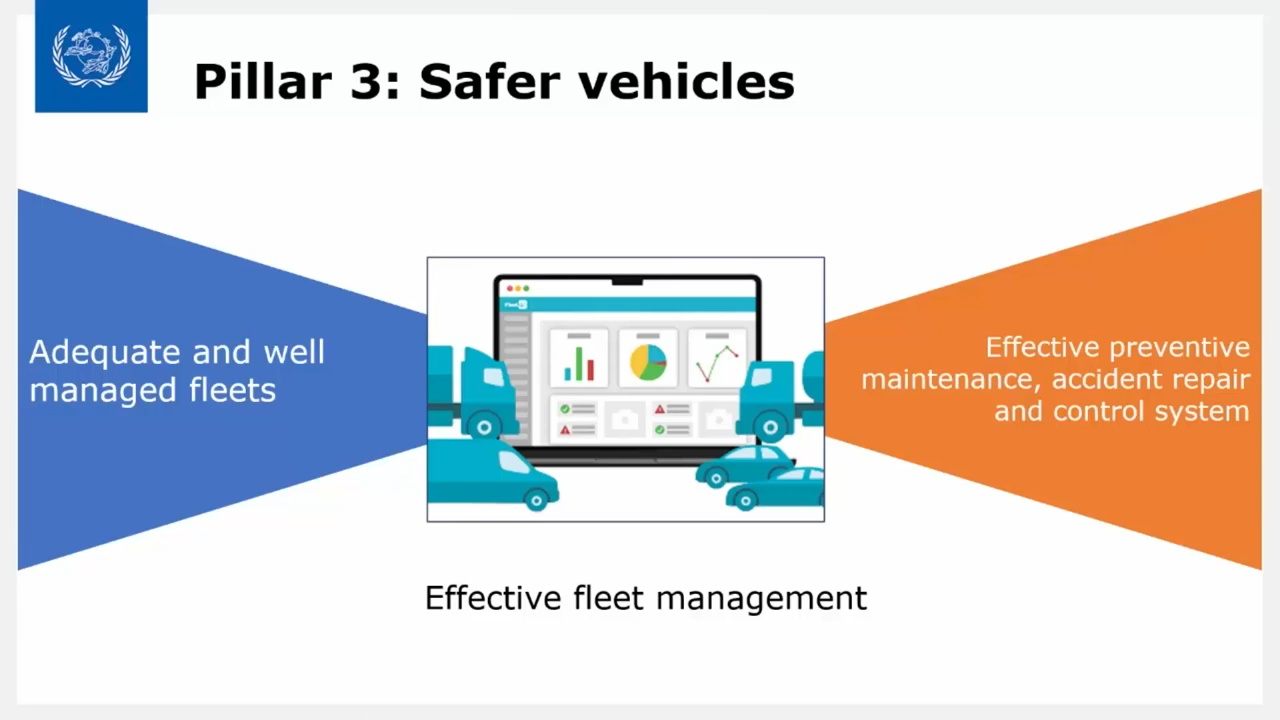 Pillar 3: Safer vehicles
Adequate and well
managed fleets
Effective preventive
maintenance, accident repair
and control system
Effective fleet management